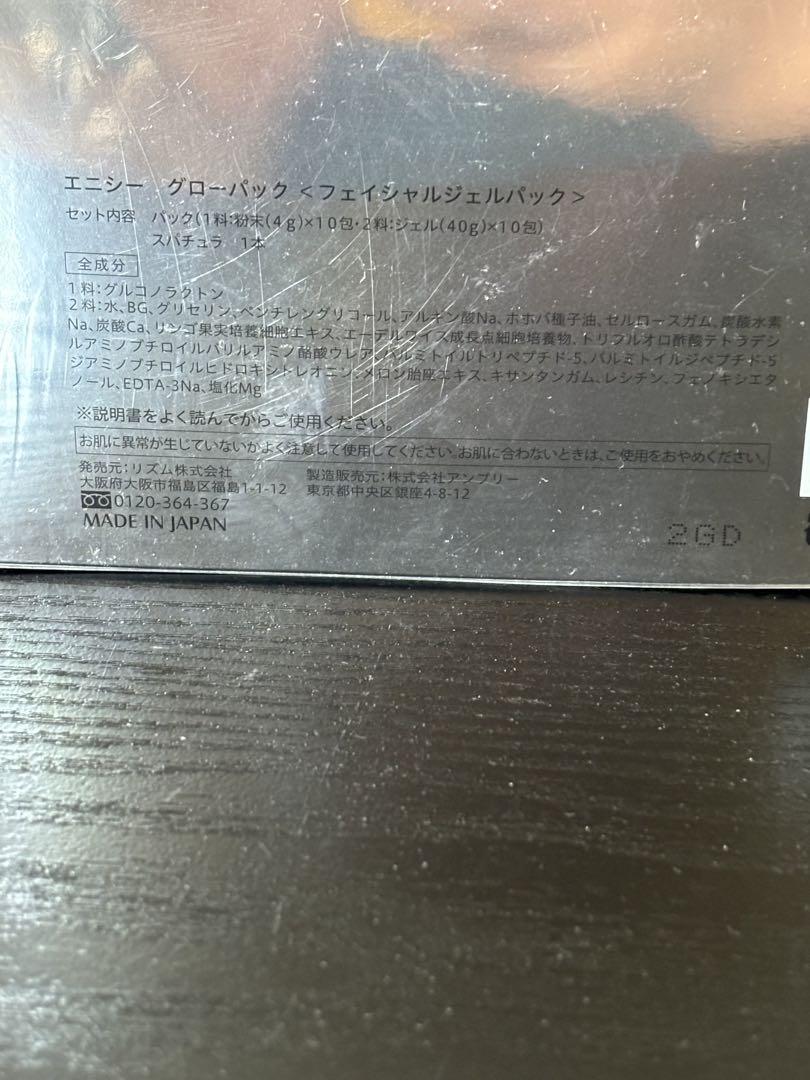 エニシー グローパック <フェイシャルジェルパック>
セット内容 パック(1料:粉末(4g)×10包・2料:ジェル(40g)×10包)
スパチュラ 1本
全成分
1料:グルコノラクトン
2料:水、BG、グリセリン、ペンチレングリコール、アルギン酸Na、ホホバ種子油、セルロースガム、炭酸水素
Na、炭酸Ca、リンゴ果実培養細胞エキス、エーデルワイス成長点細胞培養物、トリフルオロ酢酸テトラデシ
ルアミノブチロイルバリルアミノ酪酸ウレア、パルミトイルトリペプチド-5、パルミトイルジペプチド-5
ジアミノブチロイルヒドロキシトレオニン、メロン胎座エキス、キサンタンガム、レシチン、フェノキシエタ
ノール、EDTA-3Na、塩化Mg
※説明書をよく読んでからご使用ください。
お肌に異常が生じていないかよく注意して使用してください。お肌に合わないときは、ご使用をおやめください。
発売元:リズム株式会社
大阪府大阪市福島区福島1-1-12
0120-364-367
MADE IN JAPAN
製造販売元:株式会社アンブリー
東京都中央区銀座4-8-12
2GD